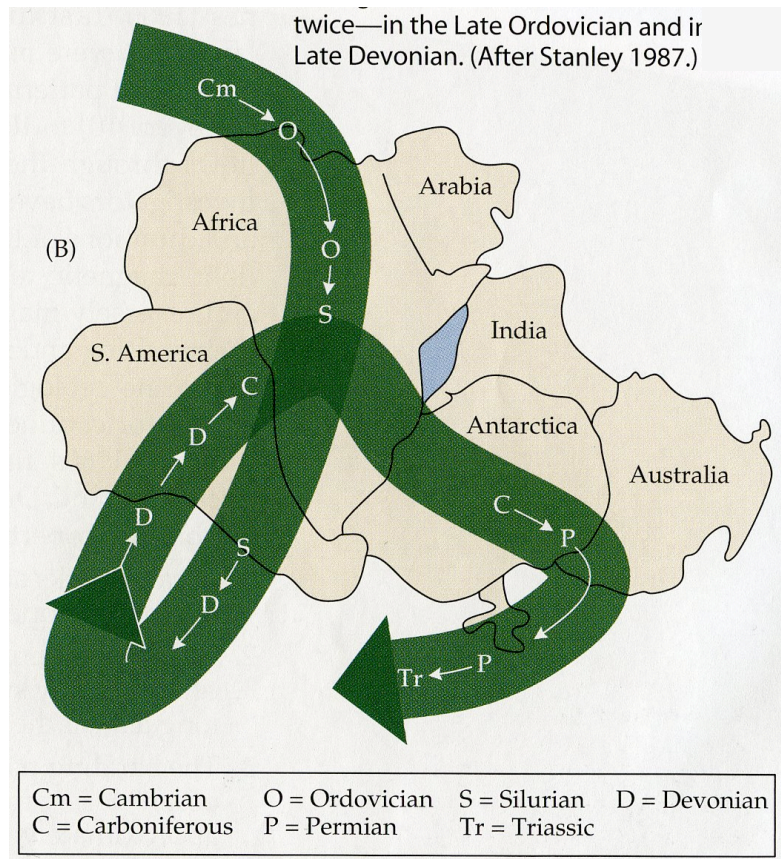 twice—in the Late Ordovician and in
Late Devonian. (After Stanley 1987.)
Cm
O
Arabia
Africa
(B)
O
S
India
S. America
C
D
Antarctica
Australia
D
C
P
S
D
P
Tr
Cm = Cambrian O = Ordovician S = Silurian D = Devonian
C = Carboniferous P = Permian Tr = Triassic